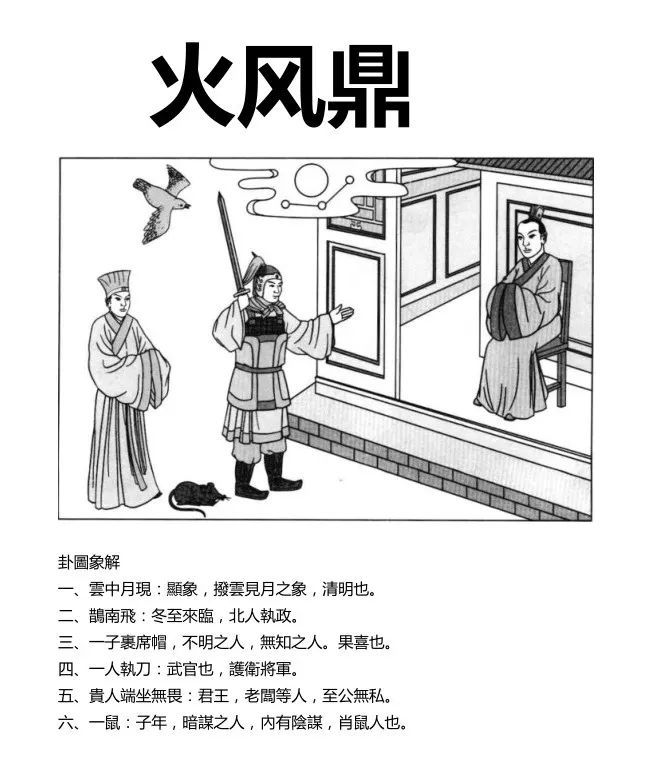 火风鼎
卦圖象解
一、雲中月現：顯象，撥雲見月之象，清明也。
二、鵲南飛：冬至來臨，北人執政。
三、一子裹席帽，不明之人，無知之人。果喜也。
四、一人執刀：武官也，護衛將軍。
五、貴人端坐無畏：君王，老闆等人，至公無私。
六、一鼠：子年，暗謀之人，內有陰謀，肖鼠人也。